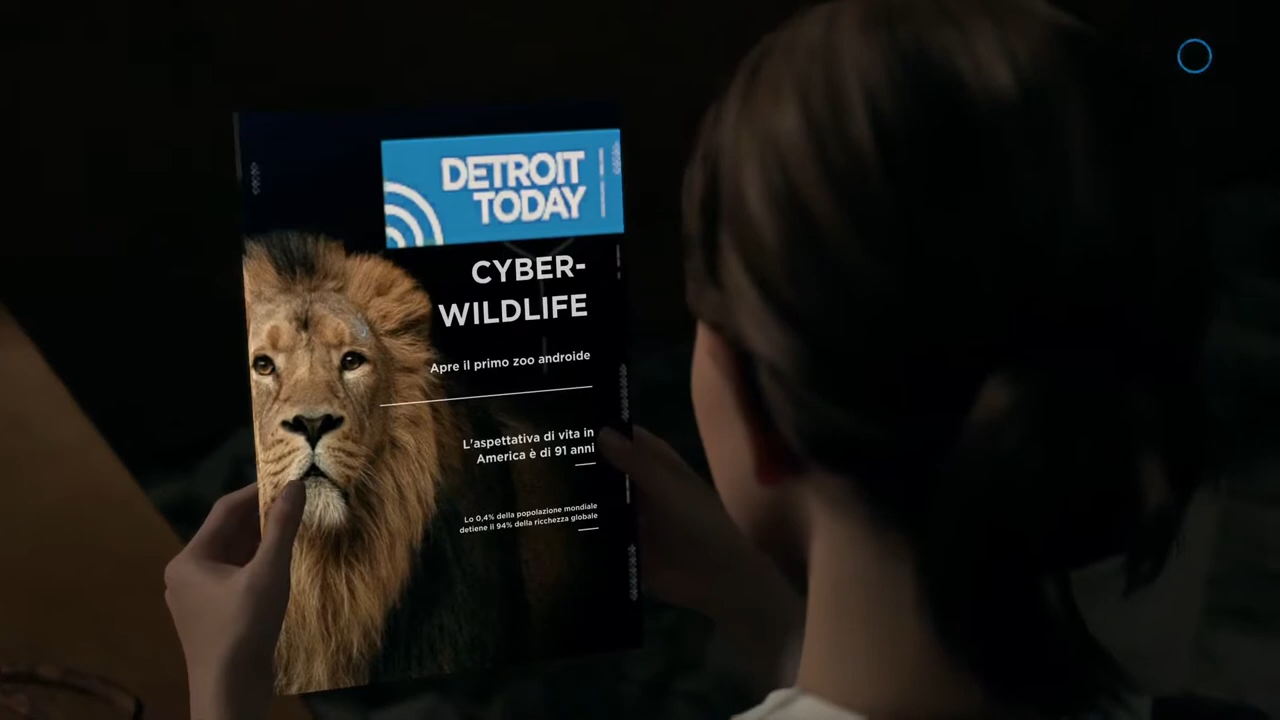 DETROIT
TODAY
CYBER-
WILDLIFE
Apre il primo zoo androide
L'aspettativa di vita in
America è di 91 anni
Lo 0,4% della popolazione mondiale
detiene il 94% della ricchezza globale